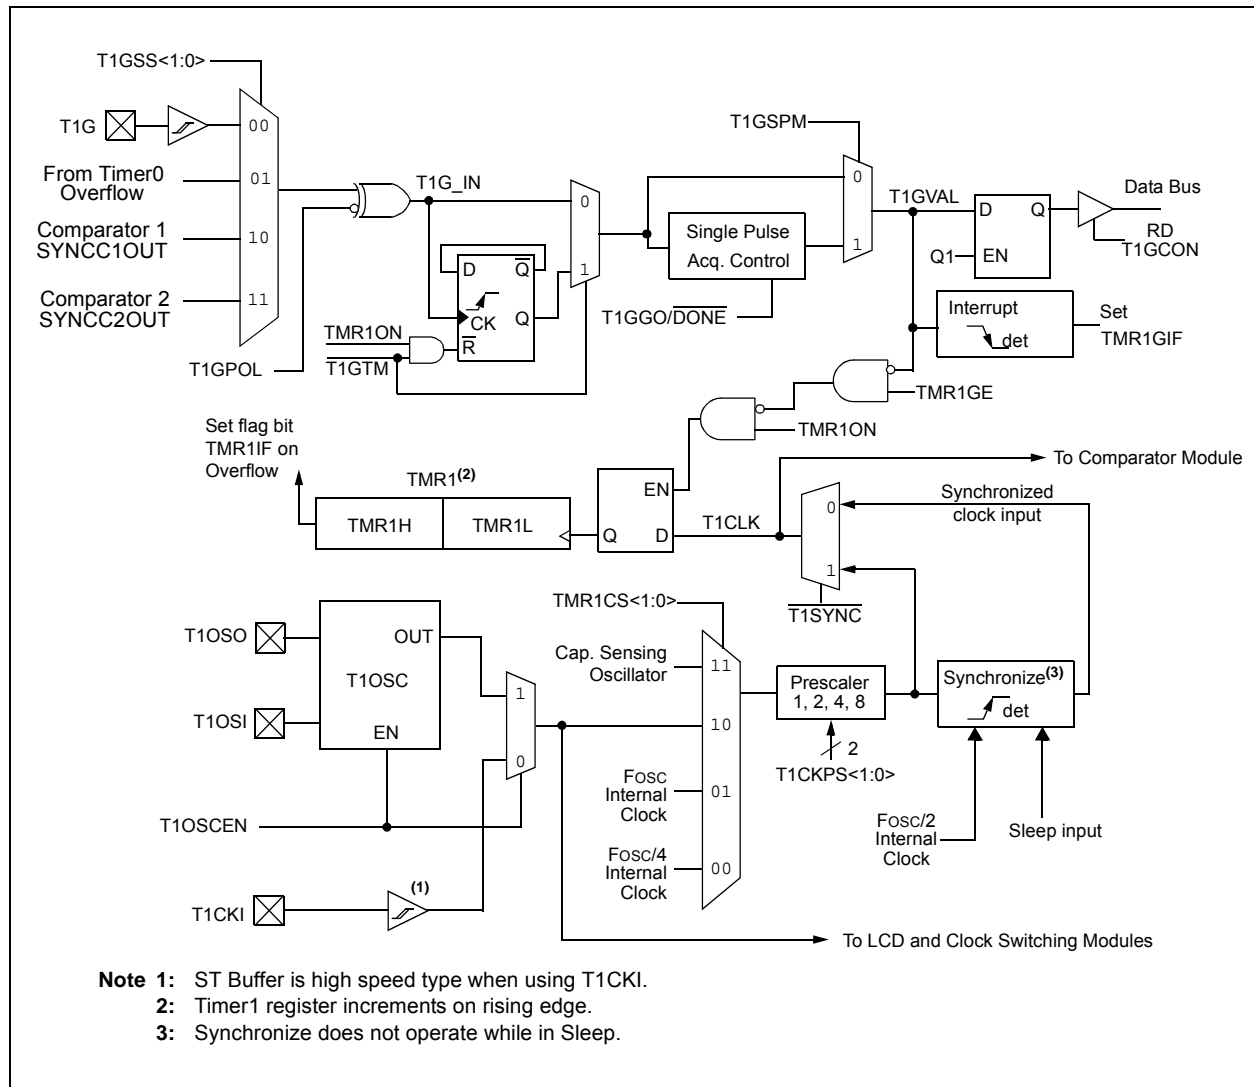 T1GSS<1:0>
T1G
00
From Timer0
Overflow
01
Comparator 1
SYNCC1OUT
10
Comparator 2
SYNCC2OUT
11
T1GPOL
T1G_IN
0
1
D
Q
CK
Q
R
TMR1ON
T1GTM
T1GSPM
0
1
Single Pulse
Acq. Control
T1GGO/DONE
T1GVAL
D
Q
Q1
EN
Data Bus
RD
T1GCON
Interrupt
det
Set
TMR1GIF
TMR1GE
TMR1ON
Set flag bit
TMR1IF on
Overflow
TMR1(2)
TMR1H
TMR1L
EN
Q
D
T1CLK
To Comparator Module
0
1
Synchronized
clock input
T1SYNC
T1OSO
T1OSI
OUT
T1OSC
EN
1
0
T1OSCEN
T1CKI
(1)
TMR1CS<1:0>
Cap. Sensing
Oscillator
11
10
FOSC
Internal
Clock
01
FOSC/4
Internal
Clock
00
Prescaler
1, 2, 4, 8
2
T1CKPS<1:0>
Synchronize(3)
det
FOSC/2
Internal
Clock
Sleep input
To LCD and Clock Switching Modules
Note 1: ST Buffer is high speed type when using T1CKI.
2: Timer1 register increments on rising edge.
3: Synchronize does not operate while in Sleep.